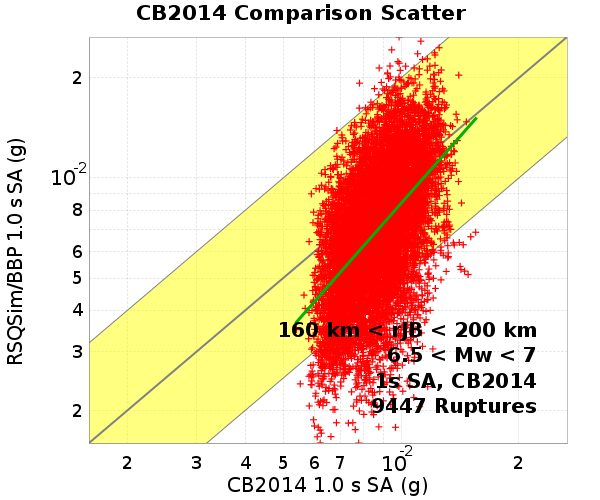 CB2014 Comparison Scatter
RSQSim/BBP 1.0 s SA (g)
2
10-2
8
6
5
4
3
2
160 km < rJB < 200 km
6.5 < Mw < 7
1s SA, CB2014
9447 Ruptures
2 3 4 5 6 7 10-2 2
CB2014 1.0 s SA (g)